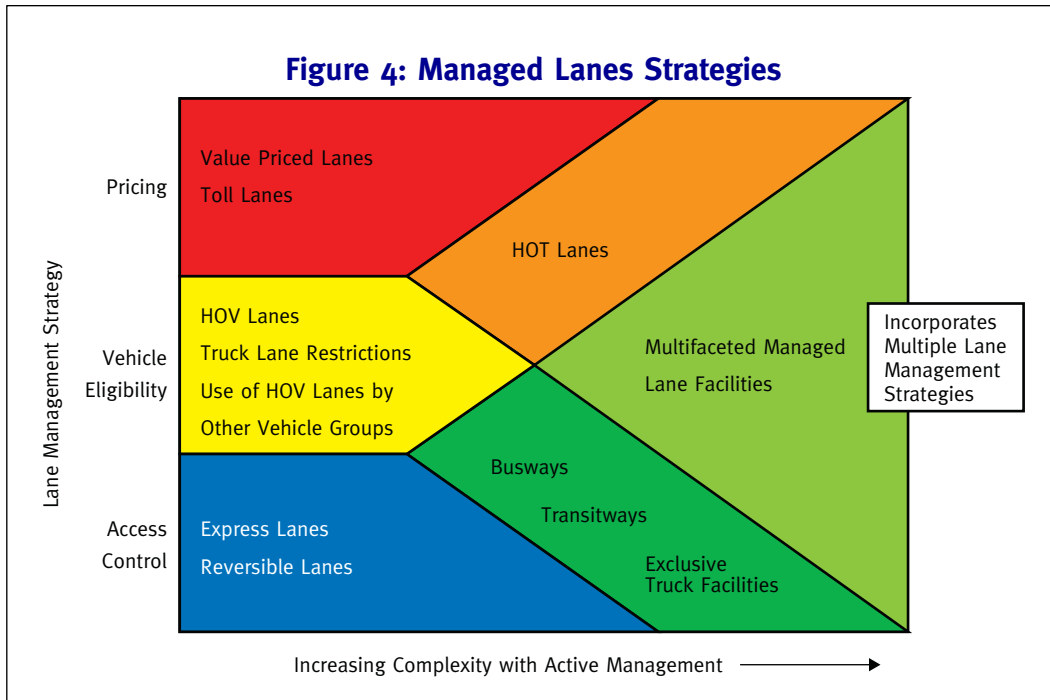 Figure 4: Managed Lanes Strategies
Lane Management Strategy
Pricing
Value Priced Lanes
Toll Lanes
HOT Lanes
Vehicle
Eligibility
HOV Lanes
Truck Lane Restrictions
Use of HOV Lanes by
Other Vehicle Groups
Multifaceted Managed
Lane Facilities
Incorporates
Multiple Lane
Management
Strategies
Access
Control
Express Lanes
Reversible Lanes
Busways
Transitways
Exclusive
Truck Facilities
Increasing Complexity with Active Management